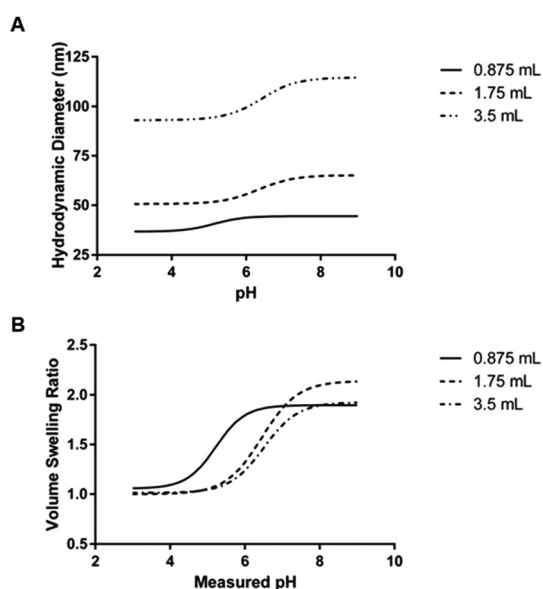 A
Hydrodynamic Diameter (nm)
125
100
75
50
25
2 4 6 8 10
pH
0.875 mL
1.75 mL
3.5 mL
B
Volume Swelling Ratio
2.5
2.0
1.5
1.0
0.5
2 4 6 8 10
Measured pH
0.875 mL
1.75 mL
3.5 mL